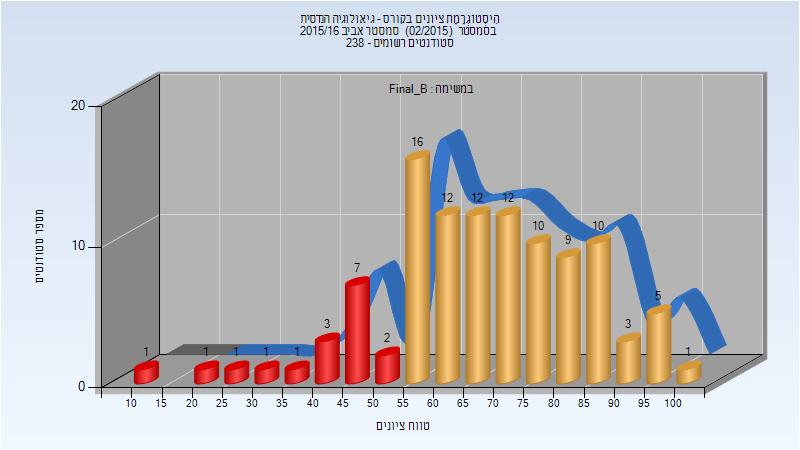 היסטוגרמת ציונים בקורס - גיאולוגיה הנדסית
בסמסטר (02/2015) סמסטר אביב 2015/16
סטודנטים רשומים - 238
במשימה : Final_B
מספר סטודנטים
20
10
0
1 1 1 1 1 3 7 2 16 12 12 12 10 9 10 3 5 1
10 15 20 25 30 35 40 45 50 55 60 65 70 75 80 85 90 95 100
טווח ציונים